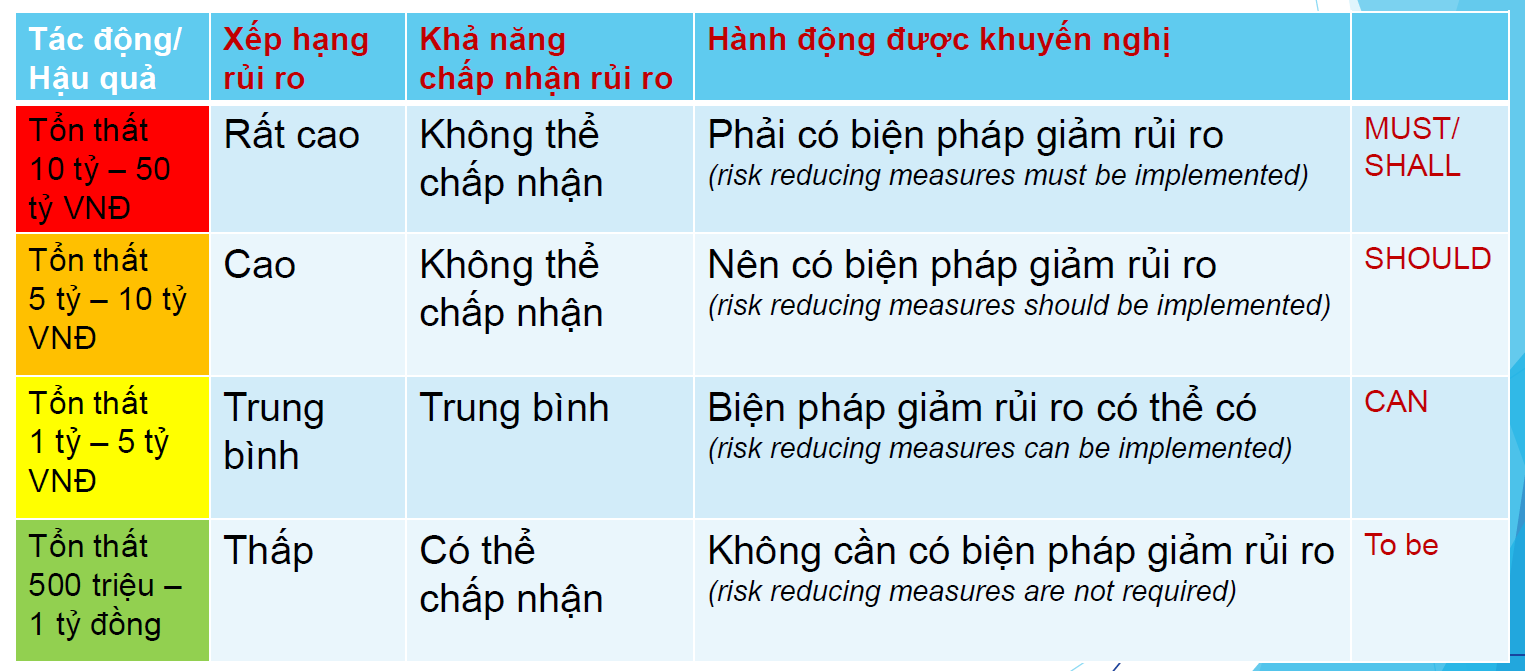 Tác động/
Hậu quả
Xếp hạng
rủi ro
Khả năng
chấp nhận rủi ro
Hành động được khuyến nghị
Tổn thất
10 tỷ – 50
tỷ VNĐ
Rất cao
Không thể
chấp nhận
Phải có biện pháp giảm rủi ro
(risk reducing measures must be implemented)
MUST/
SHALL
Tổn thất
5 tỷ – 10 tỷ
VNĐ
Cao
Không thể
chấp nhận
Nên có biện pháp giảm rủi ro
(risk reducing measures should be implemented)
SHOULD
Tổn thất
1 tỷ – 5 tỷ
VNĐ
Trung
bình
Trung bình
Biện pháp giảm rủi ro có thể có
(risk reducing measures can be implemented)
CAN
Tổn thất
500 triệu –
1 tỷ đồng
Thấp
Có thể
chấp nhận
Không cần có biện pháp giảm rủi ro
(risk reducing measures are not required)
To be